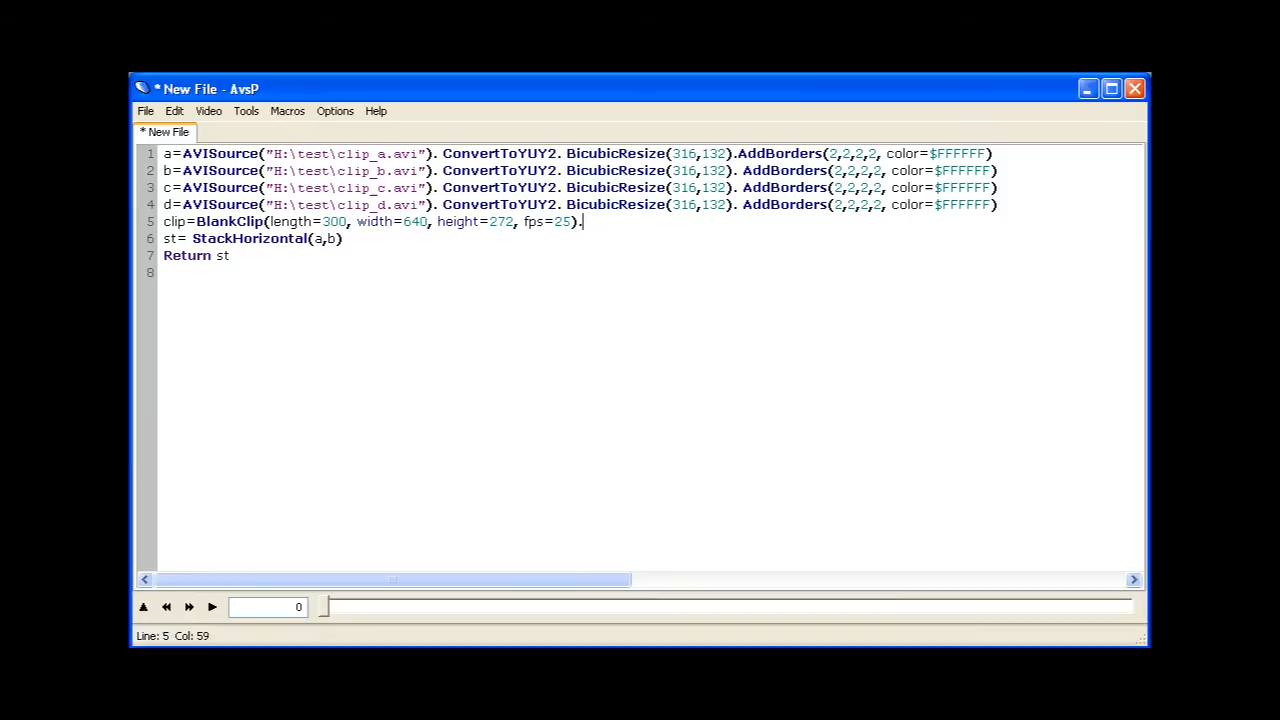 * New File - AvsP
File Edit Video Tools Macros Options Help
* New File
1 a=AVISource("H:\test\clip_a.avi"). ConvertToYUY2. BicubicResize(316,132).AddBorders(2,2,2,2, color=$FFFFFF)
2 b=AVISource("H:\test\clip_b.avi"). ConvertToYUY2. BicubicResize(316,132). AddBorders(2,2,2,2, color=$FFFFFF)
3 c=AVISource("H:\test\clip_c.avi"). ConvertToYUY2. BicubicResize(316,132). AddBorders(2,2,2,2, color=$FFFFFF)
4 d=AVISource("H:\test\clip_d.avi"). ConvertToYUY2. BicubicResize(316,132). AddBorders(2,2,2,2, color=$FFFFFF)
5 clip=BlankClip(length=300, width=640, height=272, fps=25).
6 st= StackHorizontal(a,b)
7 Return st
8
0
Line: 5 Col: 59